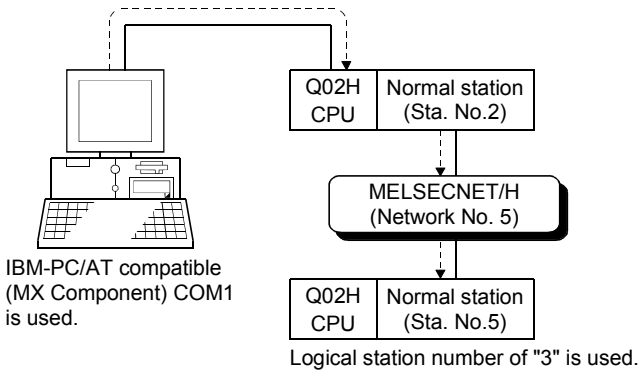 Q02H
CPU
Normal station
(Sta. No.2)
MELSECNET/H
(Network No. 5)
IBM-PC/AT compatible
(MX Component) COM1
is used.
Q02H
CPU
Normal station
(Sta. No.5)
Logical station number of "3" is used.